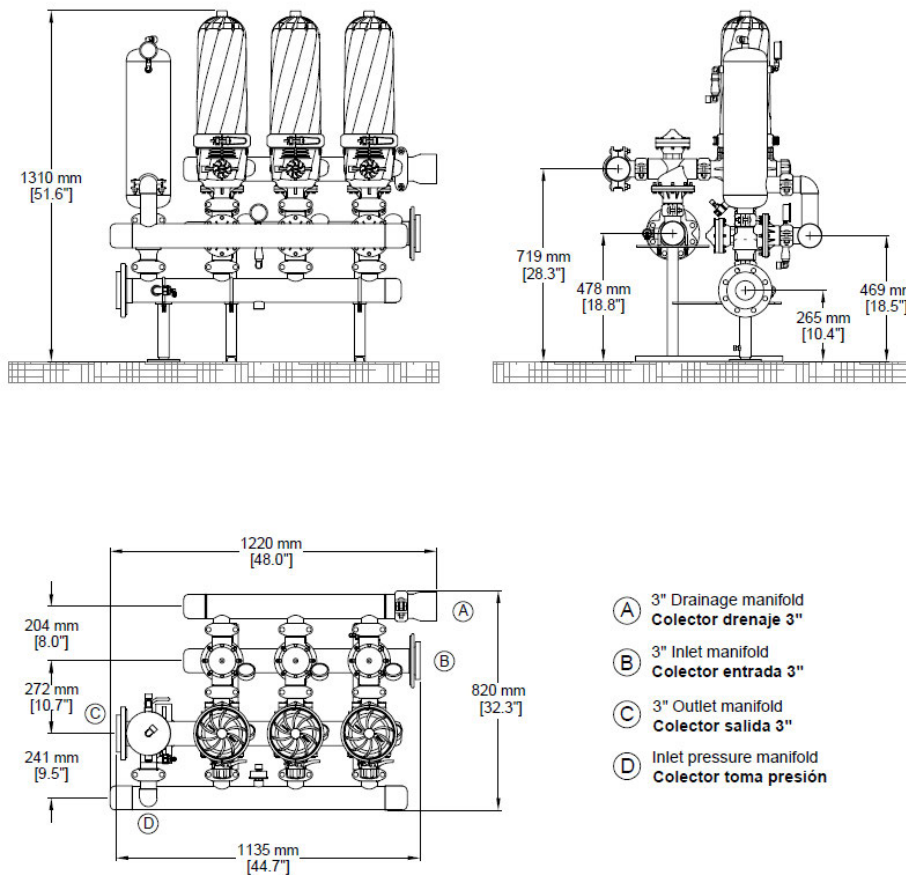 1310 mm
[51.6"]
719 mm
[28.3"]
478 mm
[18.8"]
265 mm
[10.4"]
469 mm
[18.5"]
1220 mm
[48.0"]
204 mm
[8.0"]
272 mm
[10.7"]
241 mm
[9.5"]
820 mm
[32.3"]
1135 mm
[44.7"]
A
B
C
D
A 3" Drainage manifold
Colector drenaje 3"
B 3" Inlet manifold
Colector entrada 3"
C 3" Outlet manifold
Colector salida 3"
D Inlet pressure manifold
Colector toma presión